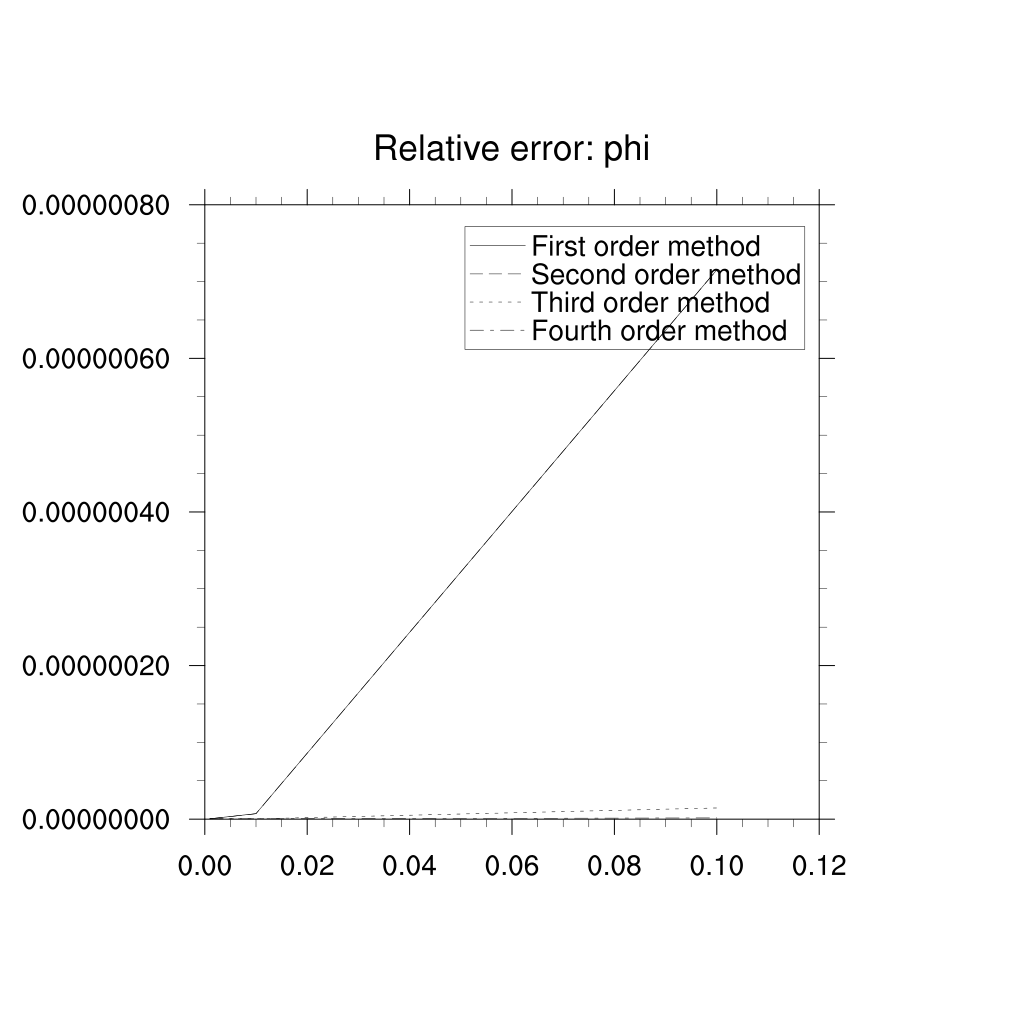 Relative error: phi
0.00000080
First order method
Second order method
Third order method
Fourth order method
0.00000060
0.00000040
0.00000020
0.00000000
0.00 0.02 0.04 0.06 0.08 0.10 0.12